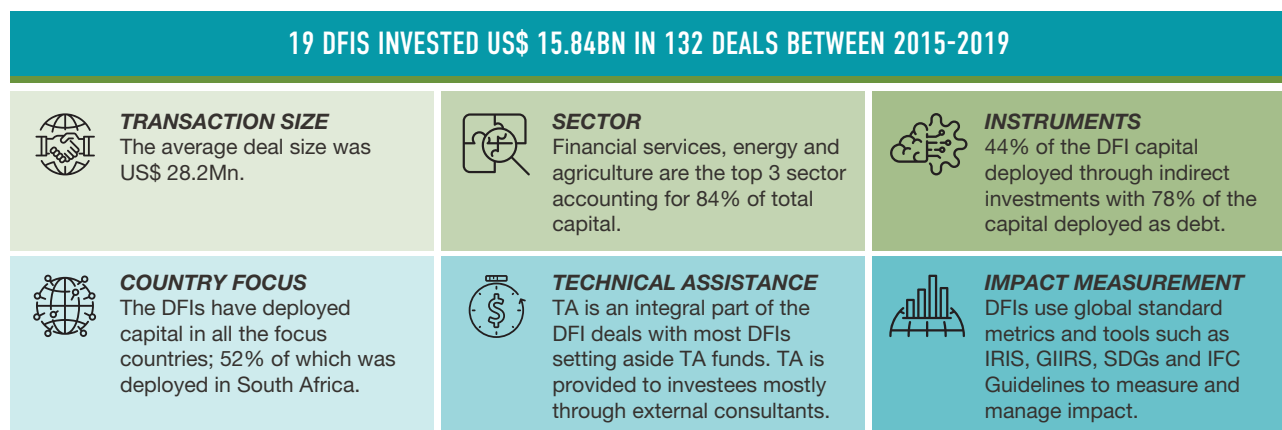 19 DFIS INVESTED US$ 15.84BN IN 132 DEALS BETWEEN 2015-2019
TRANSACTION SIZE
The average deal size was
US$ 28.2Mn.
SECTOR
Financial services, energy and
agriculture are the top 3 sector
accounting for 84% of total
capital.
INSTRUMENTS
44% of the DFI capital
deployed through indirect
investments with 78% of the
capital deployed as debt.
COUNTRY FOCUS
The DFIs have deployed
capital in all the focus
countries; 52% of which was
deployed in South Africa.
TECHNICAL ASSISTANCE
TA is an integral part of the
DFI deals with most DFIs
setting aside TA funds. TA is
provided to investees mostly
through external consultants.
IMPACT MEASUREMENT
DFIs use global standard
metrics and tools such as
IRIS, GIIRS, SDGs and IFC
Guidelines to measure and
manage impact.